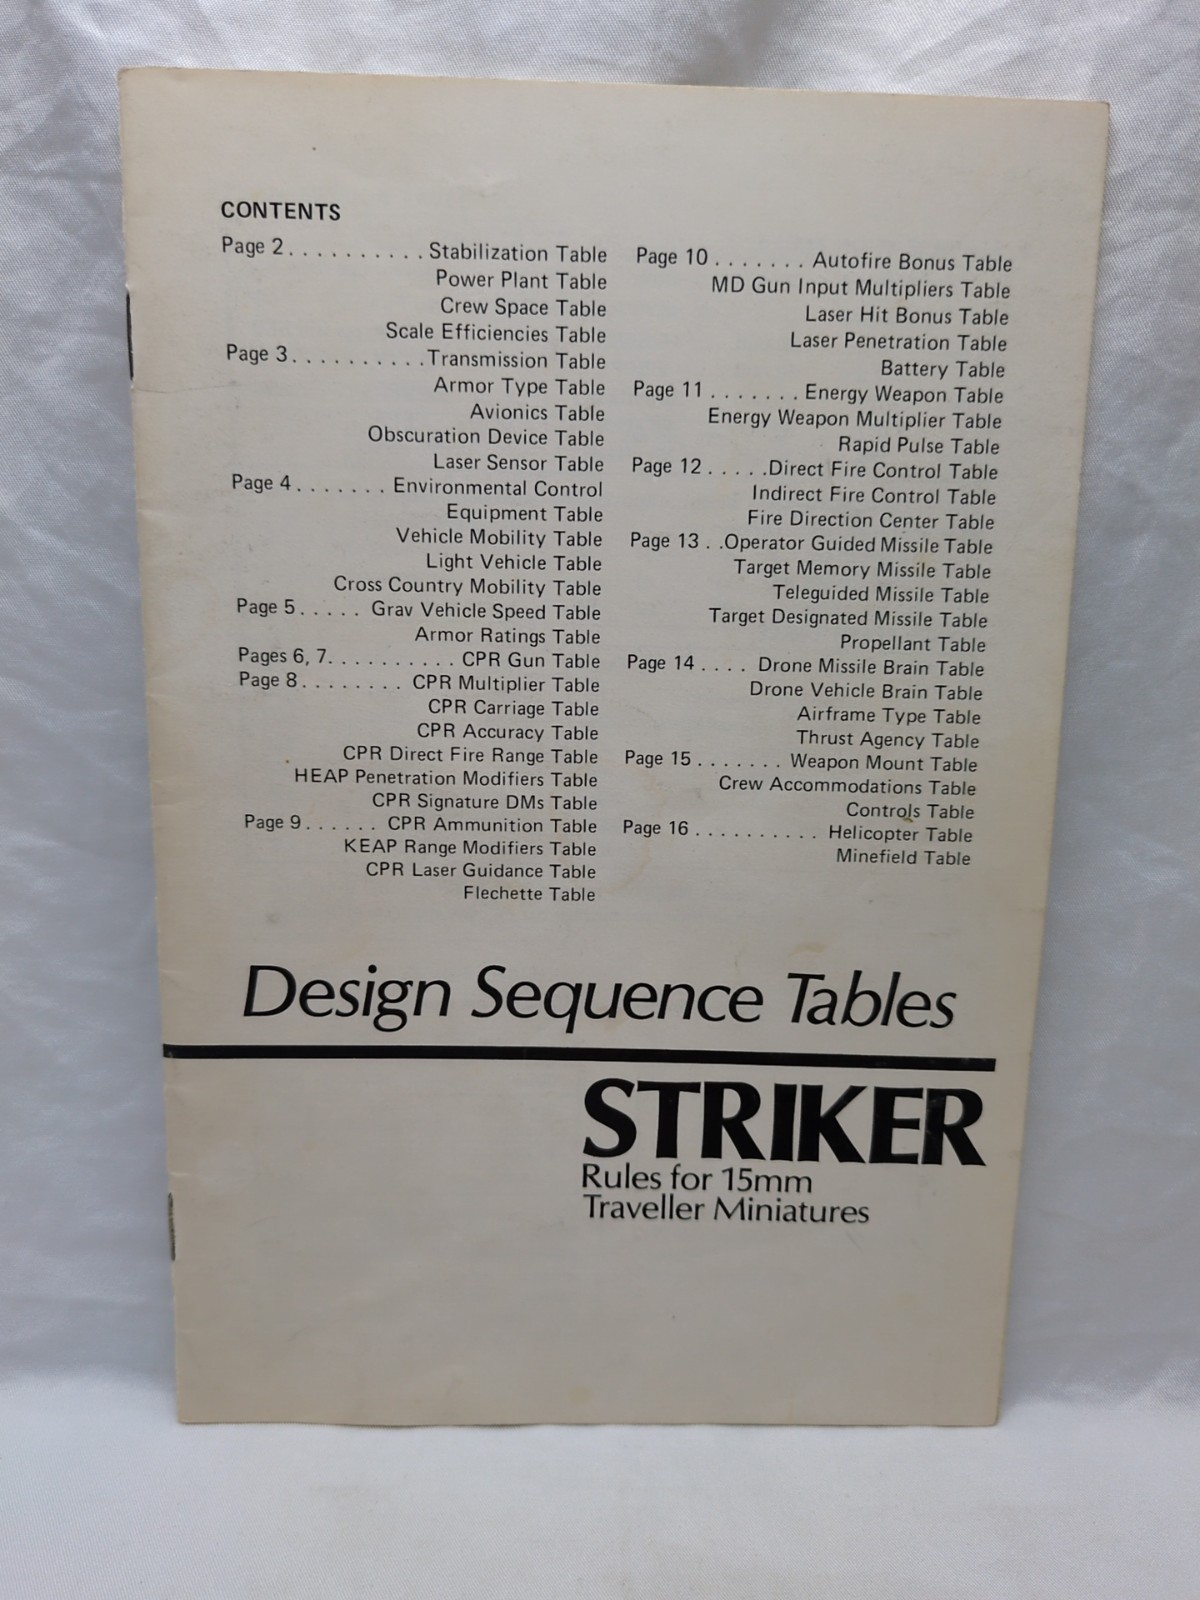 CONTENTS
Page 2. . . . . . . . . . Stabilization Table
Power Plant Table
Crew Space Table
Scale Efficiencies Table
Page 3. . . . . . . . . . Transmission Table
Armor Type Table
Avionics Table
Obscuration Device Table
Laser Sensor Table
Page 4. . . . . . . Environmental Control
Equipment Table
Vehicle Mobility Table
Light Vehicle Table
Cross Country Mobility Table
Page 5. . . . . Grav Vehicle Speed Table
Armor Ratings Table
Pages 6, 7. . . . . . . . . . CPR Gun Table
Page 8. . . . . . . . CPR Multiplier Table
CPR Carriage Table
CPR Accuracy Table
CPR Direct Fire Range Table
HEAP Penetration Modifiers Table
CPR Signature DMs Table
Page 9. . . . . . CPR Ammunition Table
KEAP Range Modifiers Table
CPR Laser Guidance Table
Flechette Table
Page 10 . . . . . . . Autofire Bonus Table
MD Gun Input Multipliers Table
Laser Hit Bonus Table
Laser Penetration Table
Battery Table
Page 11 . . . . . . . Energy Weapon Table
Energy Weapon Multiplier Table
Rapid Pulse Table
Page 12 . . . . .Direct Fire Control Table
Indirect Fire Control Table
Fire Direction Center Table
Page 13 . .Operator Guided Missile Table
Target Memory Missile Table
Teleguided Missile Table
Target Designated Missile Table
Propellant Table
Page 14 . . . . Drone Missile Brain Table
Drone Vehicle Brain Table
Airframe Type Table
Thrust Agency Table
Page 15 . . . . . . . Weapon Mount Table
Crew Accommodations Table
Controls Table
Page 16 . . . . . . . . . . Helicopter Table
Minefield Table
Design Sequence Tables
STRIKER
Rules for 15mm
Traveller Miniatures